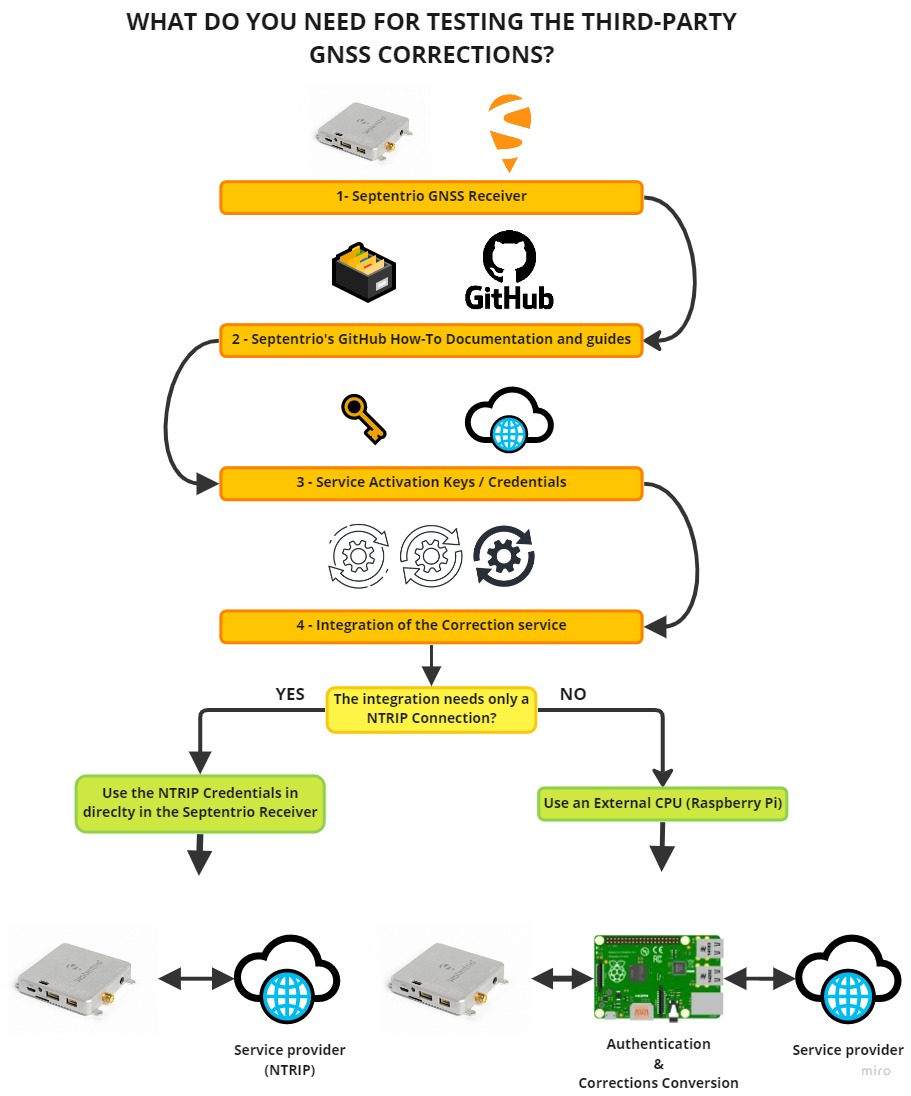 WHAT DO YOU NEED FOR TESTING THE THIRD-PARTY
GNSS CORRECTIONS?
1- Septentrio GNSS Receiver
GitHub
2 - Septentrio's GitHub How-To Documentation and guides
3 - Service Activation Keys / Credentials
4 - Integration of the Correction service
YES
The integration needs only a
NTRIP Connection?
NO
Use the NTRIP Credentials in
direclty in the Septentrio Receiver
Use an External CPU (Raspberry Pi)
Service provider
(NTRIP)
Authentication
&
Corrections Conversion
Service provider
miro